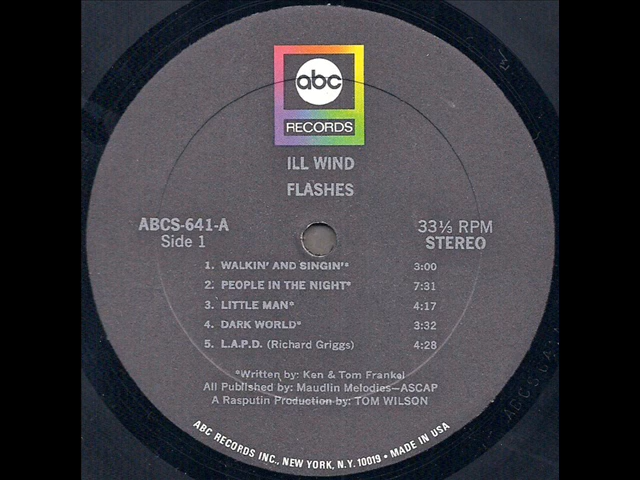 abc
RECORDS
ILL WIND
FLASHES
ABCS-641-A
Side 1
33⅓ RPM
STEREO
1. WALKIN' AND SINGIN'* 3:00
2. PEOPLE IN THE NIGHT* 7:31
3. LITTLE MAN* 4:17
4. DARK WORLD* 3:32
5. L.A.P.D. (Richard Griggs) 4:28
*Written by: Ken & Tom Frankel
All Published by: Maudlin Melodies—ASCAP
A Rasputin Production by: TOM WILSON
ABC RECORDS INC., NEW YORK, N.Y. 10019 • MADE IN USA